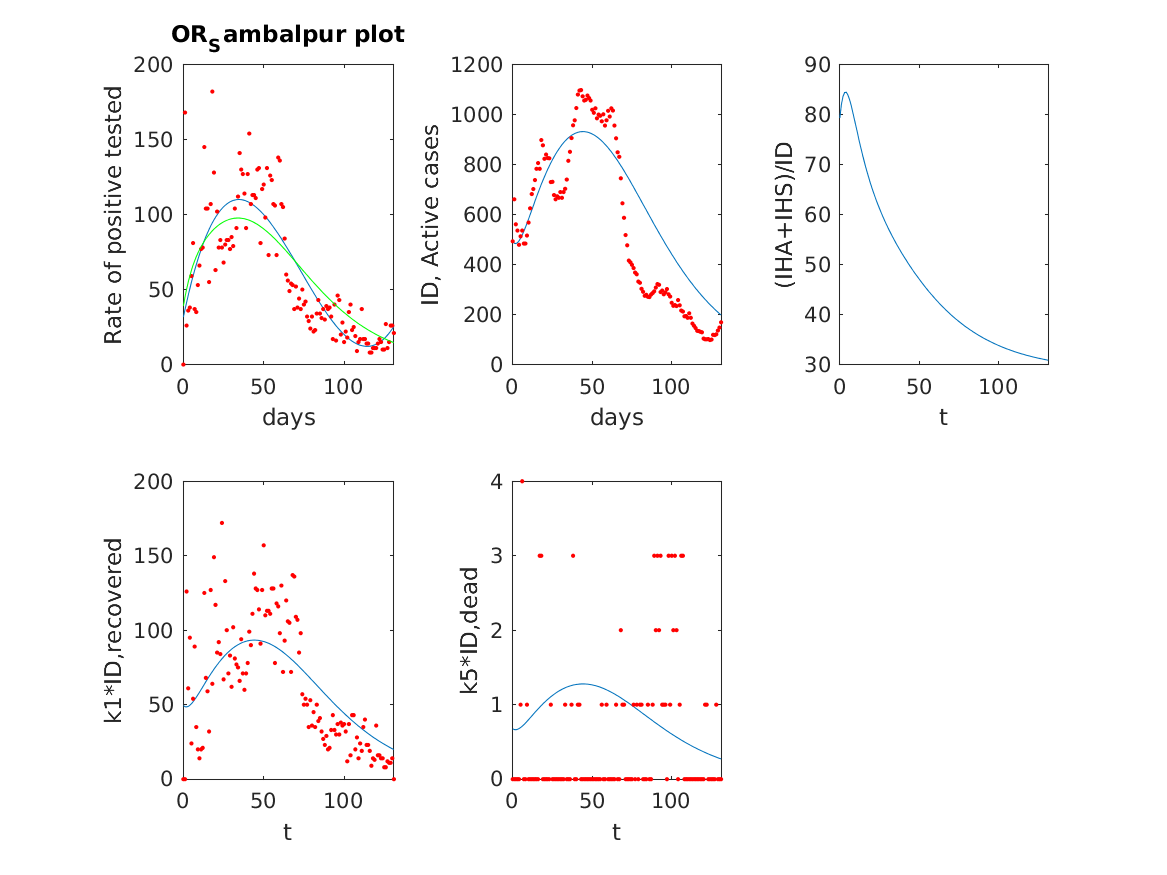 OR_Sambalpur plot
200
150
100
50
0
Rate of positive tested
0 50 100
days
1200
1000
800
600
400
200
0
ID, Active cases
0 50 100
days
90
80
70
60
50
40
30
(IHA+IHS)/ID
0 50 100
t
200
150
100
50
0
k1*ID,recovered
0 50 100
t
4
3
2
1
0
k5*ID,dead
0 50 100
t